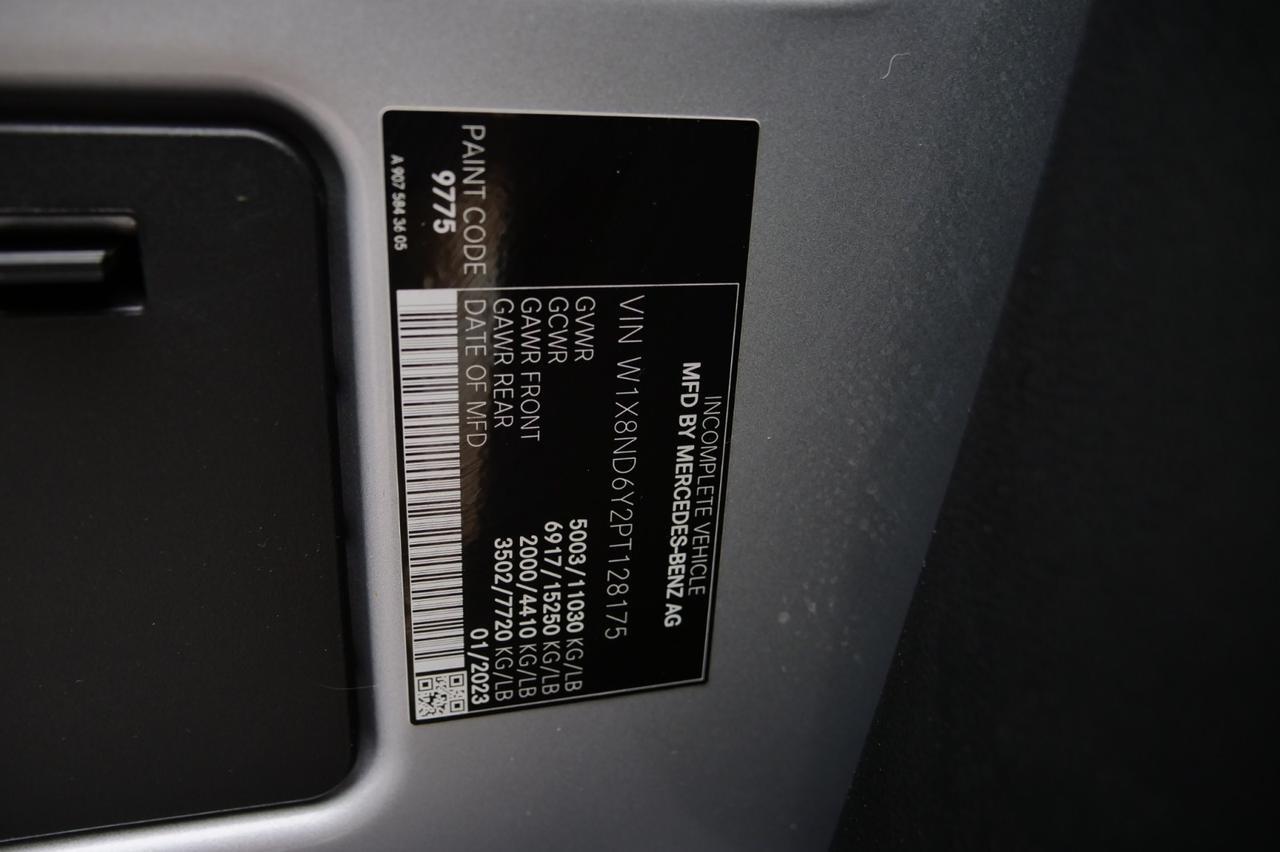 INCOMPLETE VEHICLE
MFD BY MERCEDES-BENZ AG
VIN W1X8ND6Y2PT128175
GVWR 5003/11030 KG/LB
GCWR 6917/15250 KG/LB
GAWR FRONT 2000/4410 KG/LB
GAWR REAR 3502/7720 KG/LB
DATE OF MFD 01/2023
PAINT CODE
9775
A 907 584 36 05